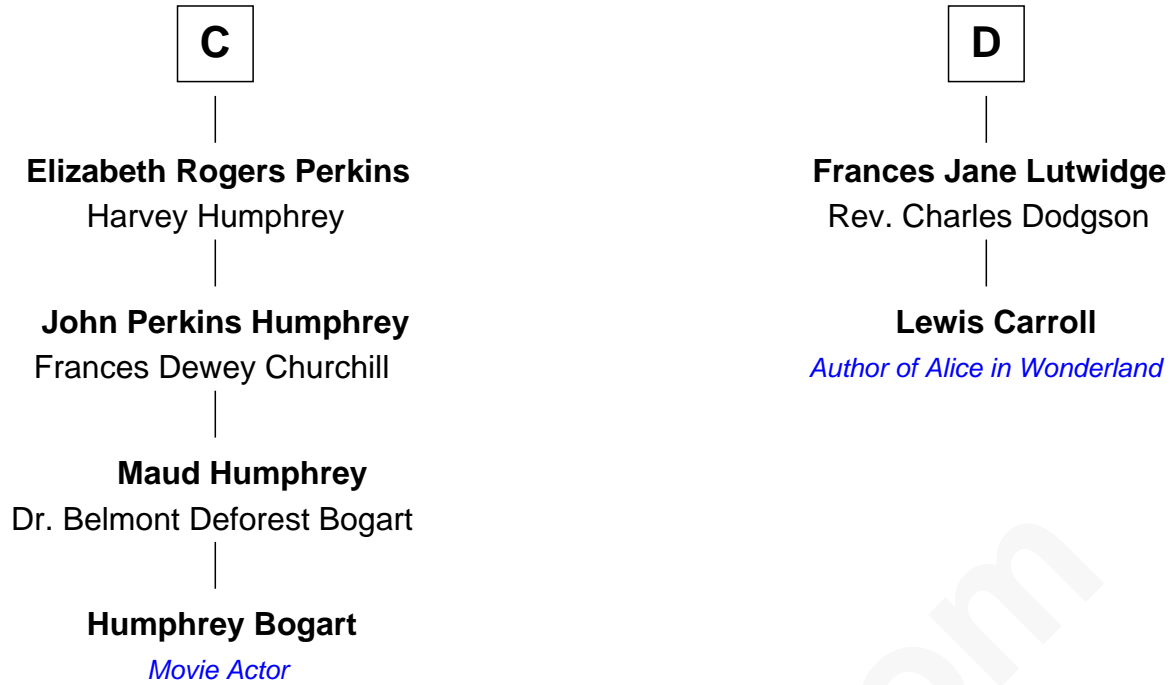 C
Elizabeth Rogers Perkins
Harvey Humphrey
John Perkins Humphrey
Frances Dewey Churchill
Maud Humphrey
Dr. Belmont Deforest Bogart
Humphrey Bogart
Movie Actor
D
Frances Jane Lutwidge
Rev. Charles Dodgson
Lewis Carroll
Author of Alice in Wonderland
om